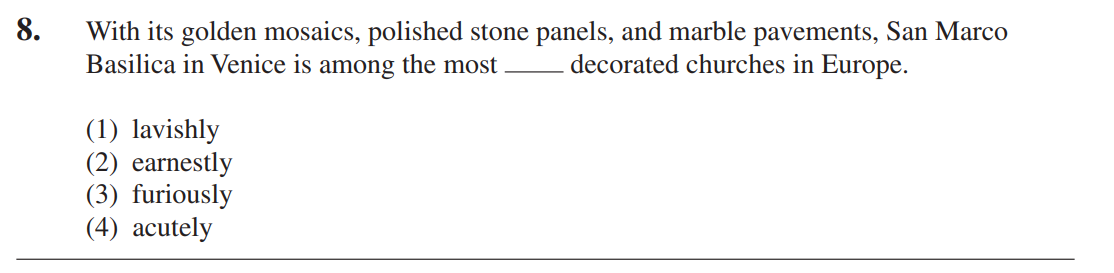 8. With its golden mosaics, polished stone panels, and marble pavements, San Marco
Basilica in Venice is among the most ____ decorated churches in Europe.
(1) lavishly
(2) earnestly
(3) furiously
(4) acutely